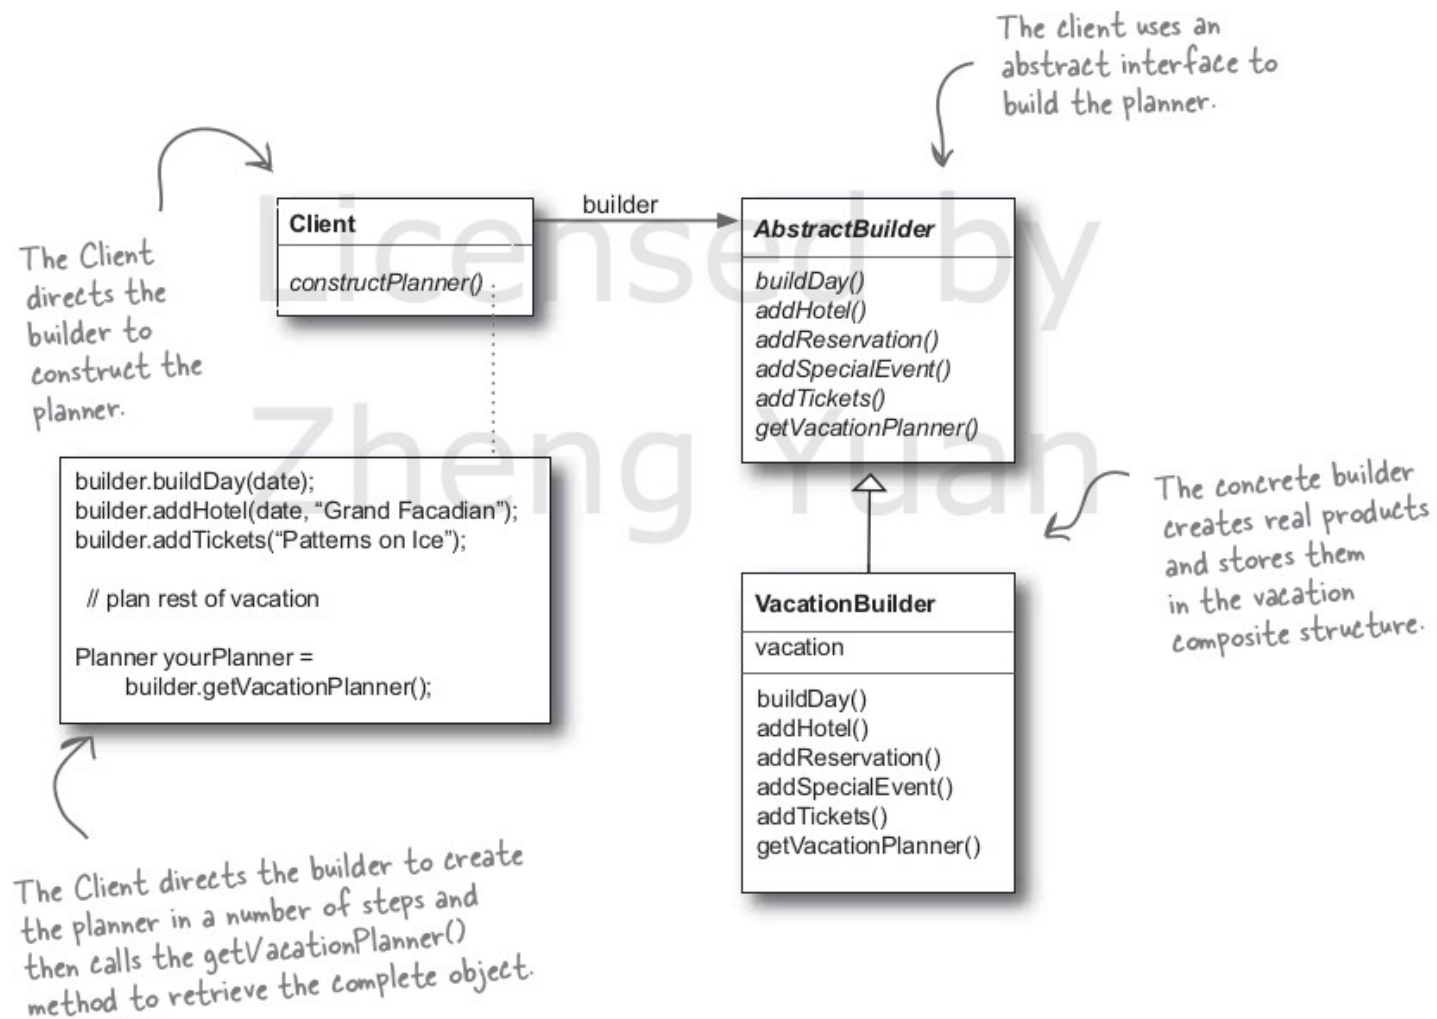 The client uses an
abstract interface to
build the planner.
builder
Client
constructPlanner()
AbstractBuilder
buildDay()
addHotel()
addReservation()
addSpecialEvent()
addTickets()
getVacationPlanner()
The Client
directs the
builder to
construct the
planner.
Licensed by
Zheng Yuan
builder.buildDay(date);
builder.addHotel(date, “Grand Facadian”);
builder.addTickets(“Patterns on Ice”);
// plan rest of vacation
Planner yourPlanner =
builder.getVacationPlanner();
The concrete builder
creates real products
and stores them
in the vacation
composite structure.
VacationBuilder
vacation
buildDay()
addHotel()
addReservation()
addSpecialEvent()
addTickets()
getVacationPlanner()
The Client directs the builder to create
the planner in a number of steps and
then calls the getVacationPlanner()
method to retrieve the complete object.